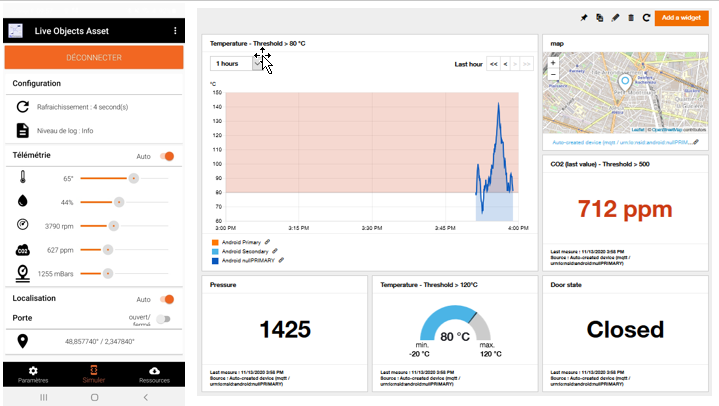 Live Objects Asset
DÉCONNECTER
Configuration
Rafraichissement : 4 second(s)
Niveau de log : Info
Télémétrie
Auto
65°
44%
3790 rpm
CO2
627 ppm
1255 mBars
Localisation
Auto
Porte
ouvert/
fermé
48,857740° / 2,347840°
Paramètres
Simuler
Ressources
Add a widget
Temperature - Threshold > 80 °C
1 hours
Last hour
<< < > >>
°C
150
140
130
120
110
100
90
80
70
60
3:00 PM
3:15 PM
3:30 PM
3:45 PM
4:00 PM
Android Primary
Android Secondary
Android nullPRIMARY
map
+
−
Leaflet | © OpenStreetMap contributors
Auto-created device (mqtt / urn:lo:nsid:android:nullPRIM...
CO2 (last value) - Threshold > 500
712 ppm
Last mesure : 11/13/2020 3:58 PM
Source : Auto-created device (mqtt /
urn:lo:nsid:android:nullPRIMARY)
Pressure
1425
Last mesure : 11/13/2020 3:58 PM
Source : Auto-created device (mqtt /
urn:lo:nsid:android:nullPRIMARY)
Temperature - Threshold > 120°C
80 °C
min.
-20 °C
max.
120 °C
Last mesure : 11/13/2020 3:58 PM
Source : Auto-created device (mqtt /
urn:lo:nsid:android:nullPRIMARY)
Door state
Closed
Last mesure : 11/13/2020 3:58 PM
Source : Auto-created device (mqtt /
urn:lo:nsid:android:nullPRIMARY)